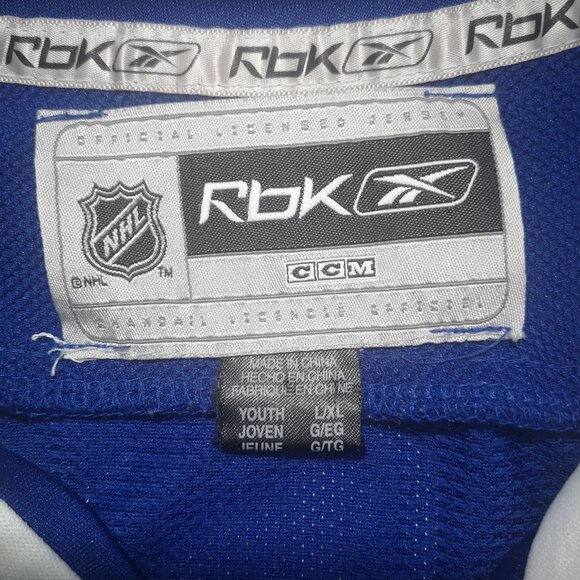 Rbk Rbk Rbk
OFFICIAL LICENSED JERSEY
NHL
Rbk
©NHL TM
CCM
CHANDAIL LICENCIÉ OFFICIEL
MADE IN CHINA
HECHO EN CHINA
FABRIQUÉ EN CHINE
YOUTH L/XL
JOVEN G/EG
JEUNE G/TG